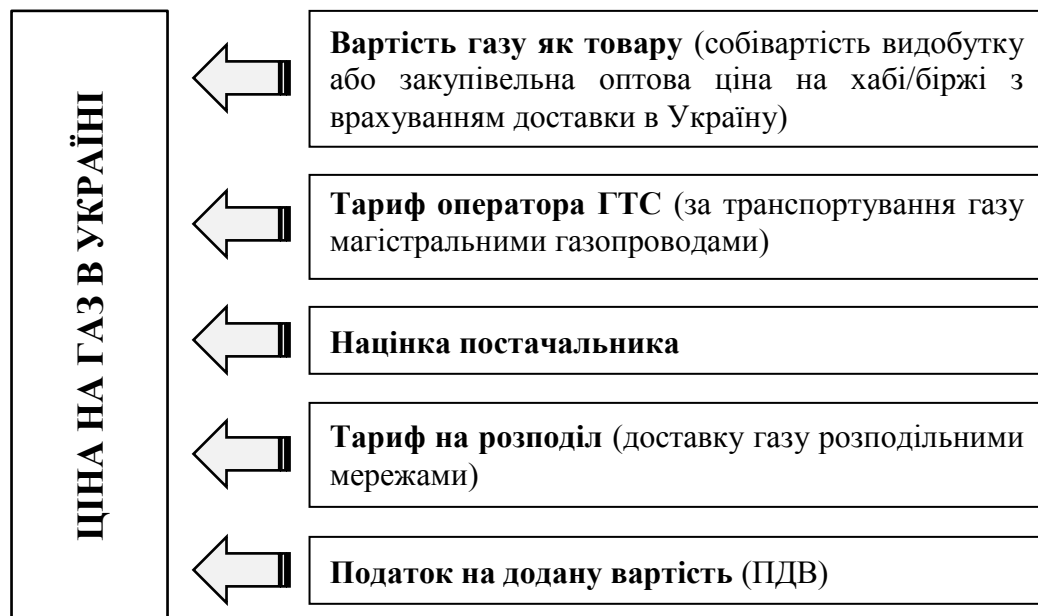 ЦІНА НА ГАЗ В УКРАЇНІ
Вартість газу як товару (собівартість видобутку
або закупівельна оптова ціна на хабі/біржі з
врахуванням доставки в Україну)
Тариф оператора ГТС (за транспортування газу
магістральними газопроводами)
Націнка постачальника
Тариф на розподіл (доставку газу розподільними
мережами)
Податок на додану вартість (ПДВ)